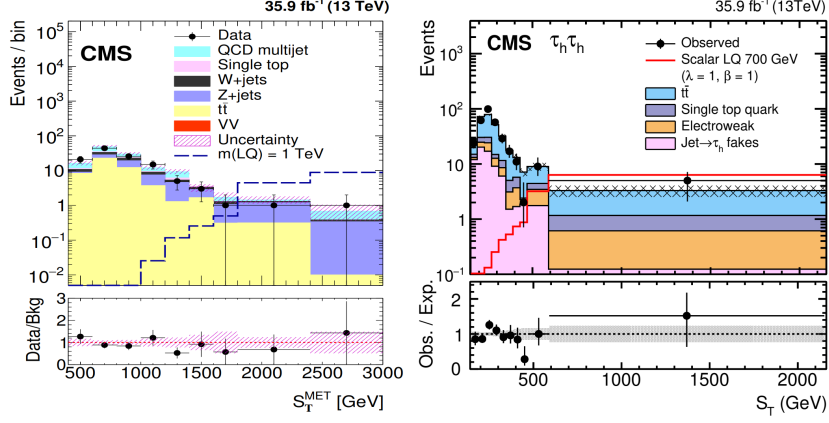 35.9 fb⁻¹ (13 TeV)
Events / bin
10⁵
10⁴
10³
10²
10
1
10⁻¹
10⁻²
CMS
Data
QCD multijet
Single top
W+jets
Z+jets
tt̄
VV
Uncertainty
m(LQ) = 1 TeV
Data/Bkg
3
2
1
0
500 1000 1500 2000 2500 3000
S_T^MET [GeV]
35.9 fb⁻¹ (13 TeV)
Events
10³
10²
10
1
10⁻¹
CMS τₕτₕ
Observed
Scalar LQ 700 GeV
(λ = 1, β = 1)
tt̄
Single top quark
Electroweak
Jet→τₕ fakes
Obs. / Exp.
2
1
0
500 1000 1500 2000
S_T (GeV)